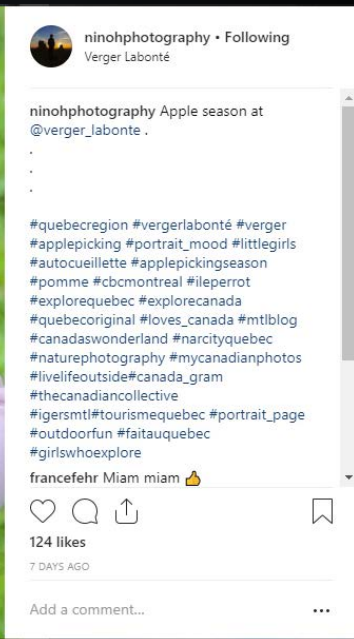 ninohphotography • Following
Verger Labonté
ninohphotography Apple season at
@verger_labonte .
.
.
.
#quebecregion #vergerlabonté #verger
#applepicking #portrait_mood #littlegirls
#autocueillette #applepickingseason
#pomme #cbcmontreal #ileperrot
#explorequebec #explorecanada
#quebecoriginal #loves_canada #mtlblog
#canadaswonderland #narcityquebec
#naturephotography #mycanadianphotos
#livelifeoutside#canada_gram
#thecanadiancollective
#igersmtl#tourismequebec #portrait_page
#outdoorfun #faitauquebec
#girlswhoexplore
francefehr Miam miam 👍
124 likes
7 DAYS AGO
Add a comment...